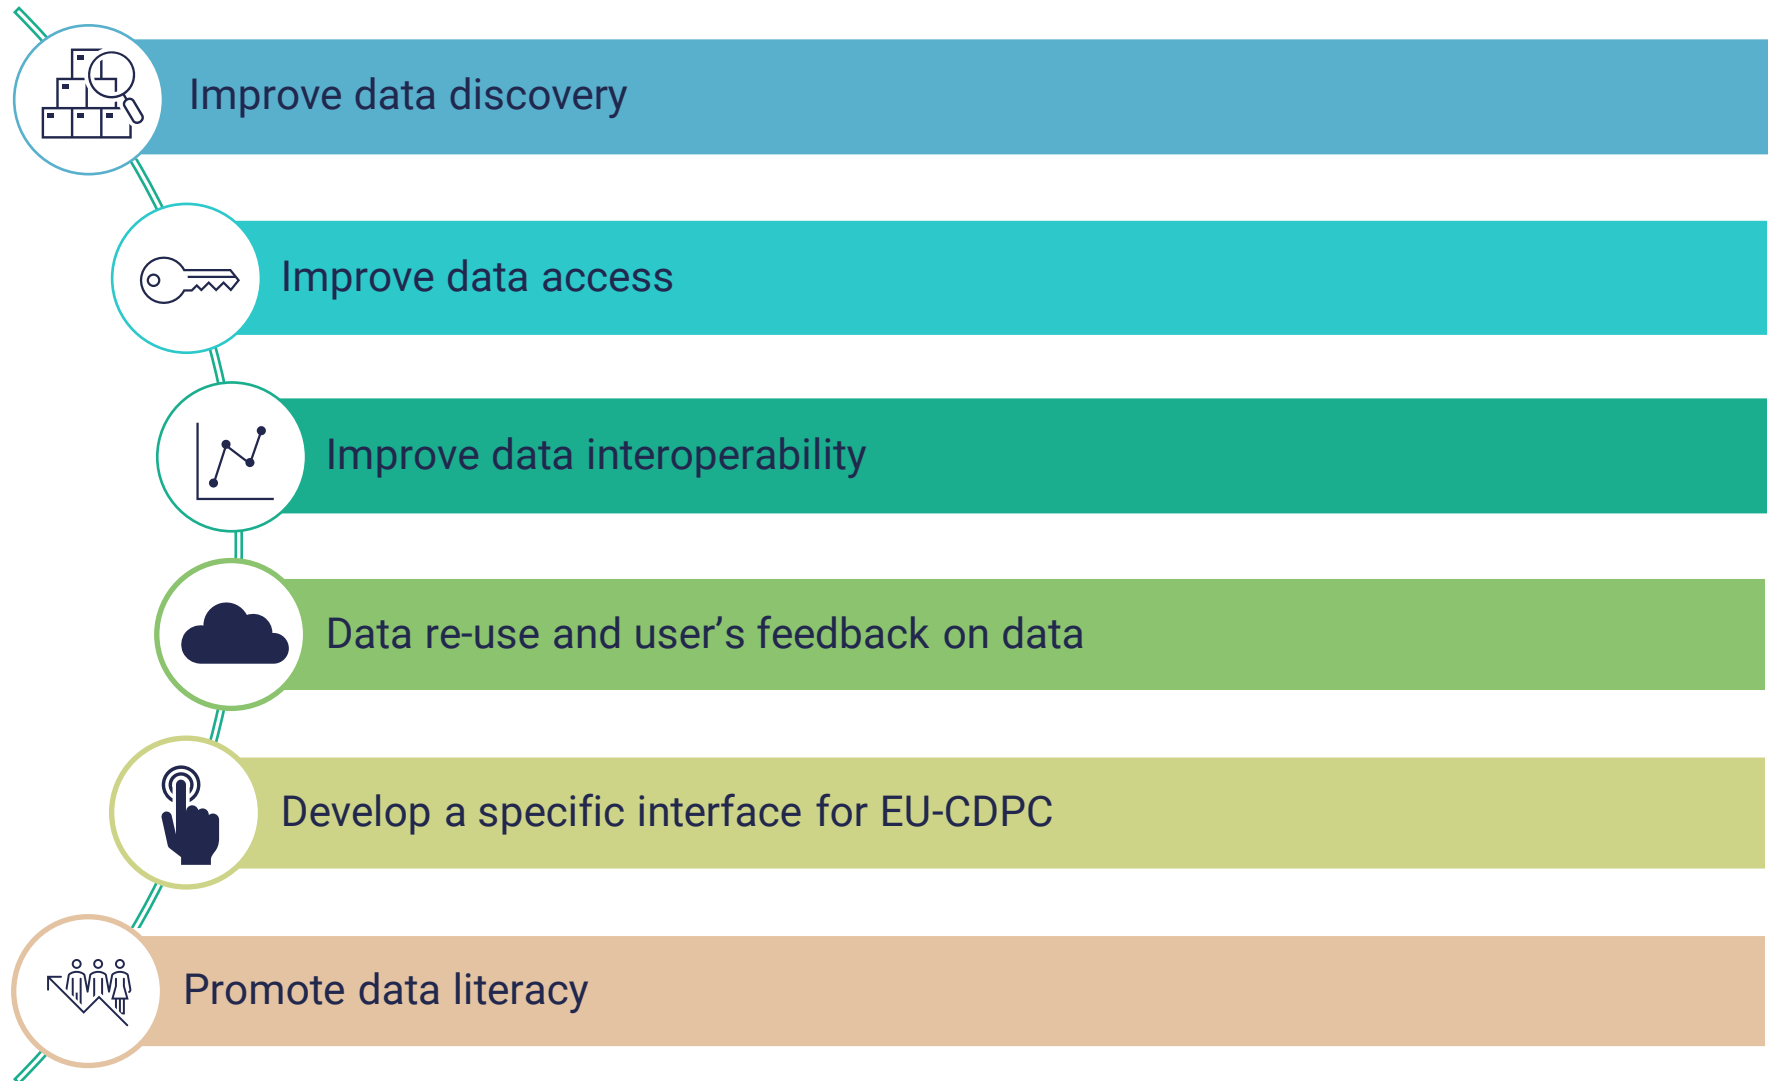 Improve data discovery
Improve data access
Improve data interoperability
Data re-use and user’s feedback on data
Develop a specific interface for EU-CDPC
Promote data literacy